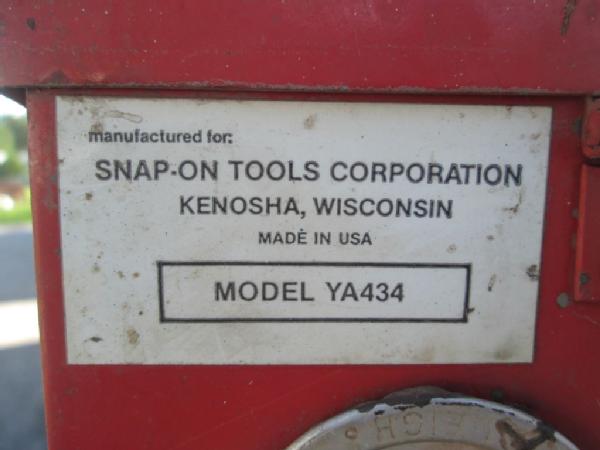 manufactured for:
SNAP-ON TOOLS CORPORATION
KENOSHA, WISCONSIN
MADE IN USA
MODEL YA434